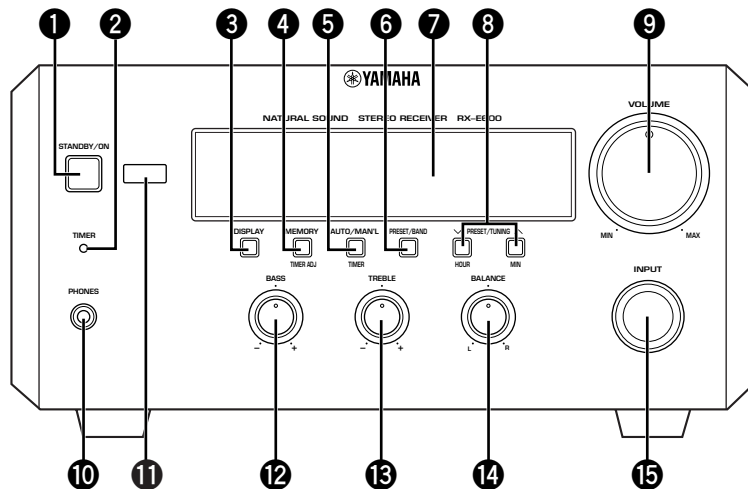 1 2 3 4 5 6 7 8 9
YAMAHA
NATURAL SOUND STEREO RECEIVER RX-E600
VOLUME
STANDBY/ON
MIN MAX
DISPLAY MEMORY AUTO/MAN'L PRESET/BAND PRESET/TUNING
TIMER
TIMER ADJ TIMER HOUR MIN
BASS TREBLE BALANCE INPUT
PHONES
– + – + L R
10 11 12 13 14 15